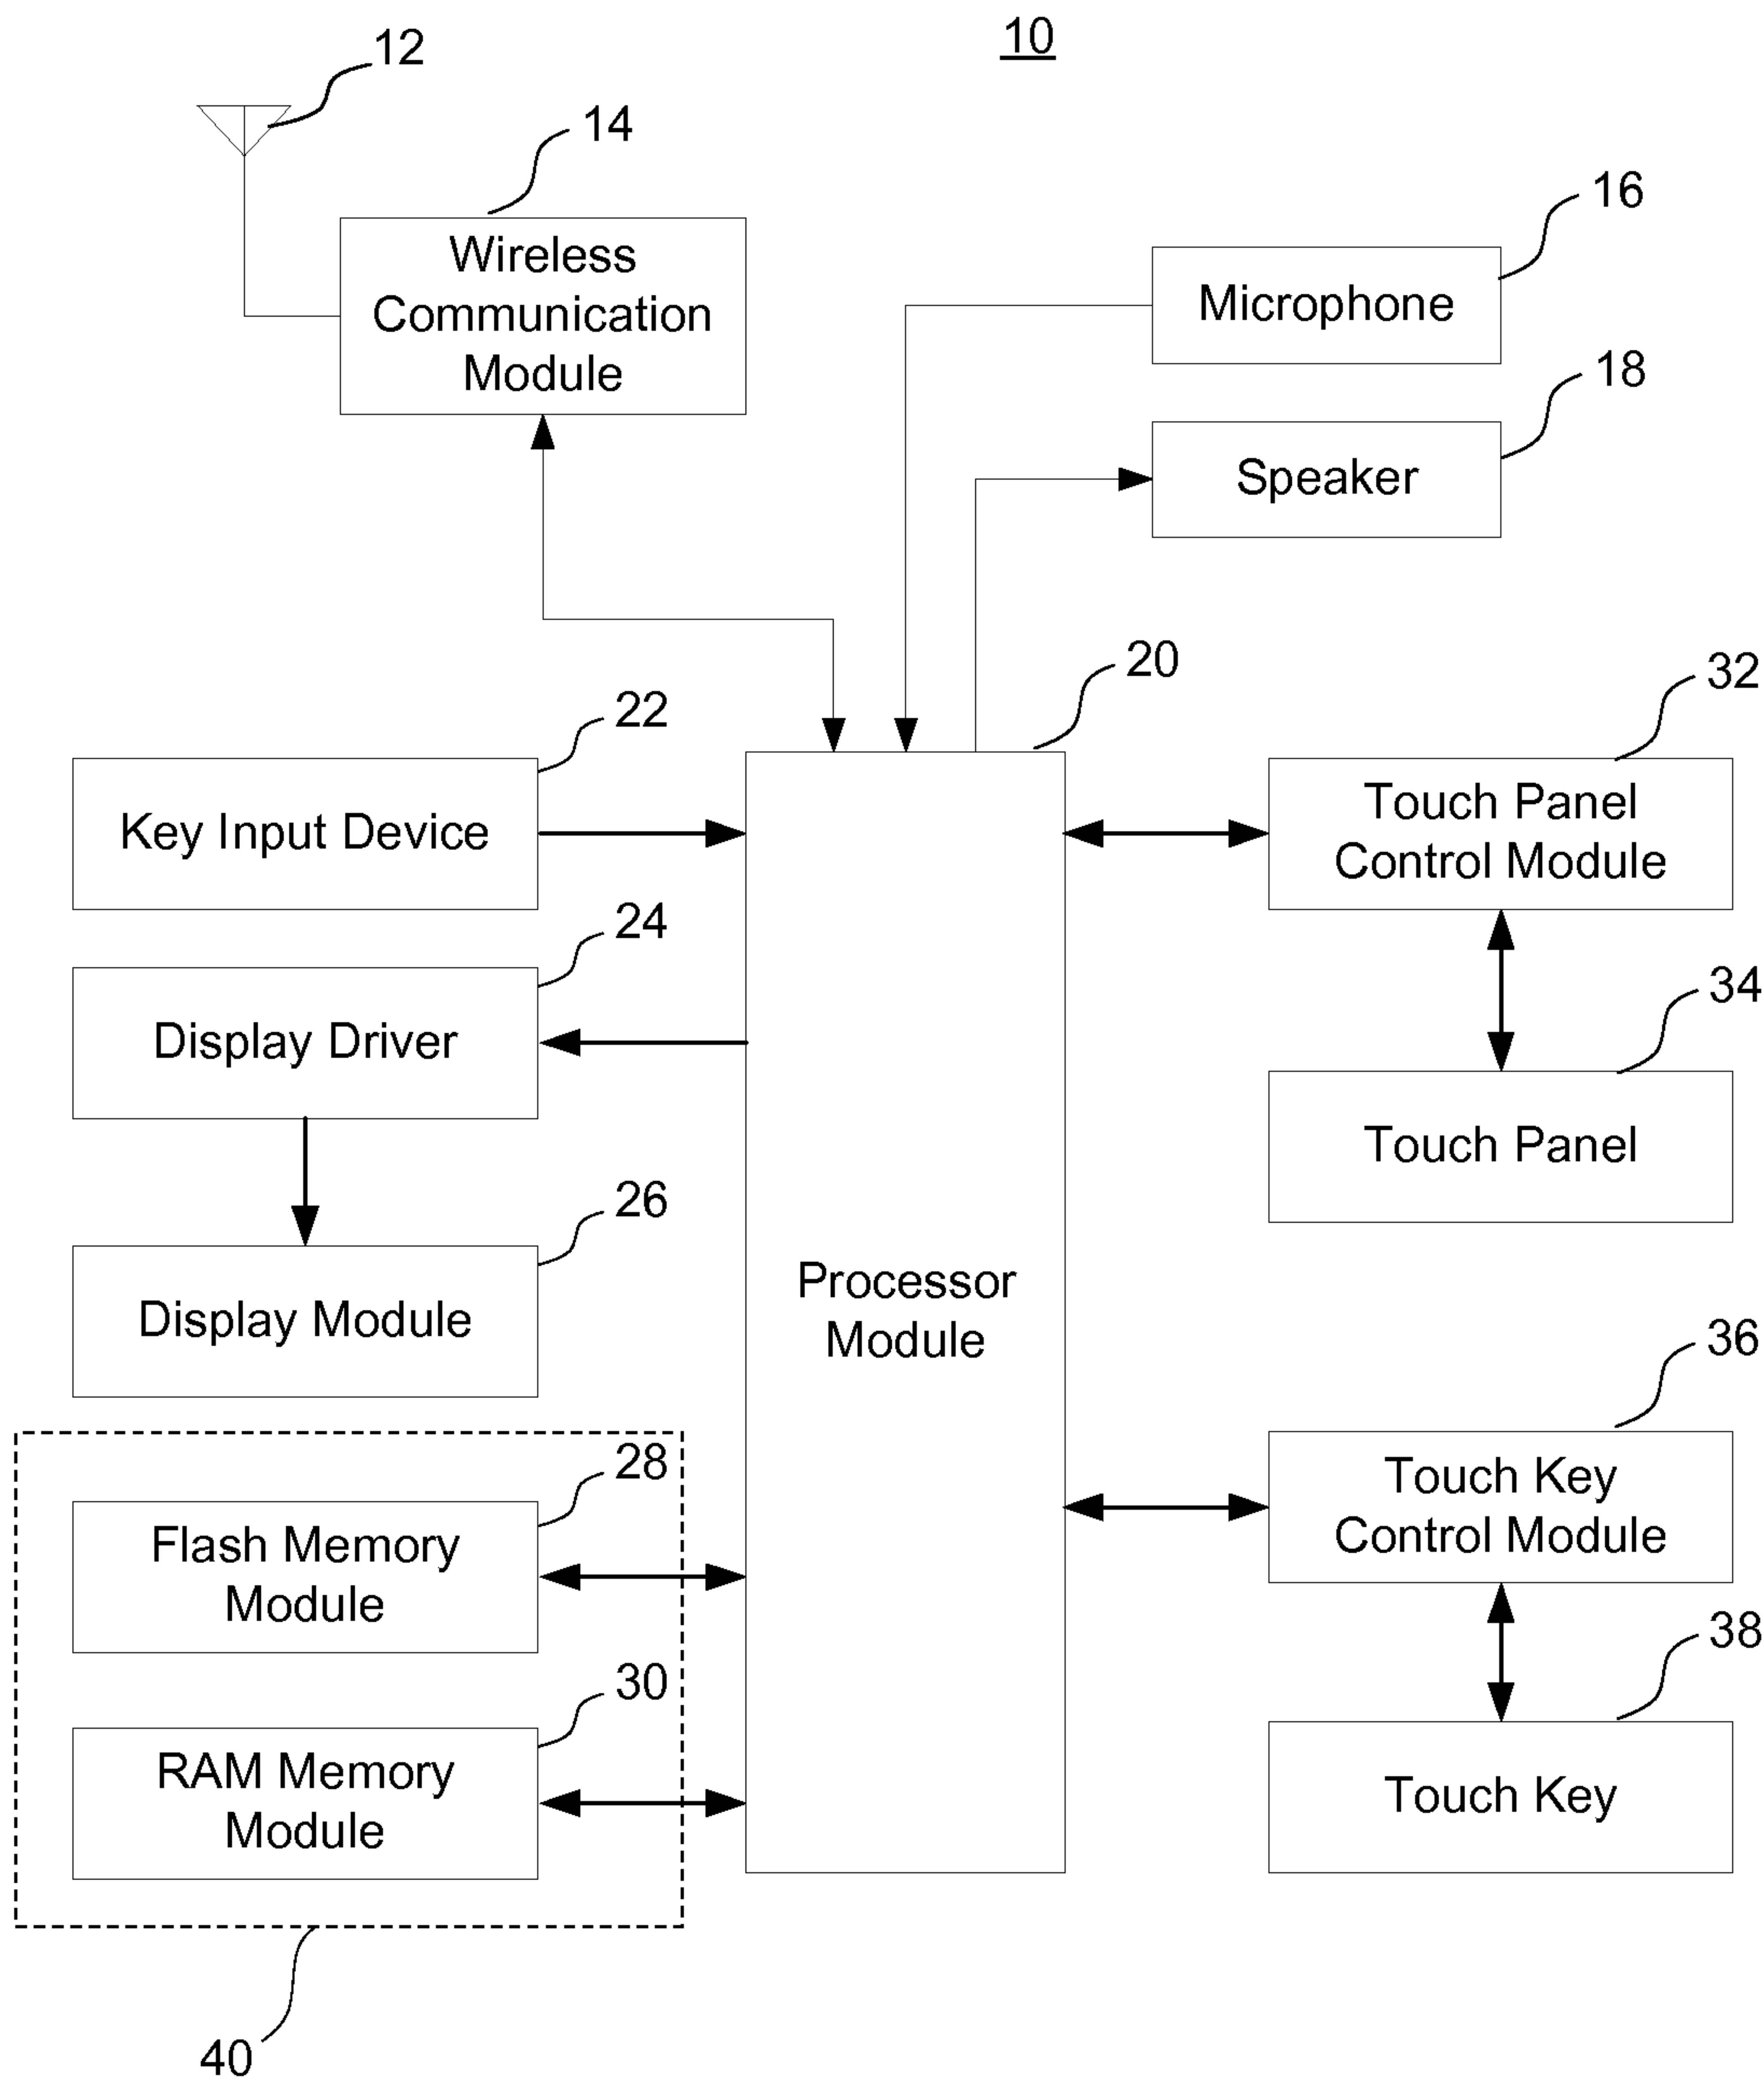 10
12
14
Wireless
Communication
Module
16
Microphone
18
Speaker
20
22
Key Input Device
24
Display Driver
26
Display Module
28
Flash Memory
Module
30
RAM Memory
Module
40
Processor
Module
32
Touch Panel
Control Module
34
Touch Panel
36
Touch Key
Control Module
38
Touch Key